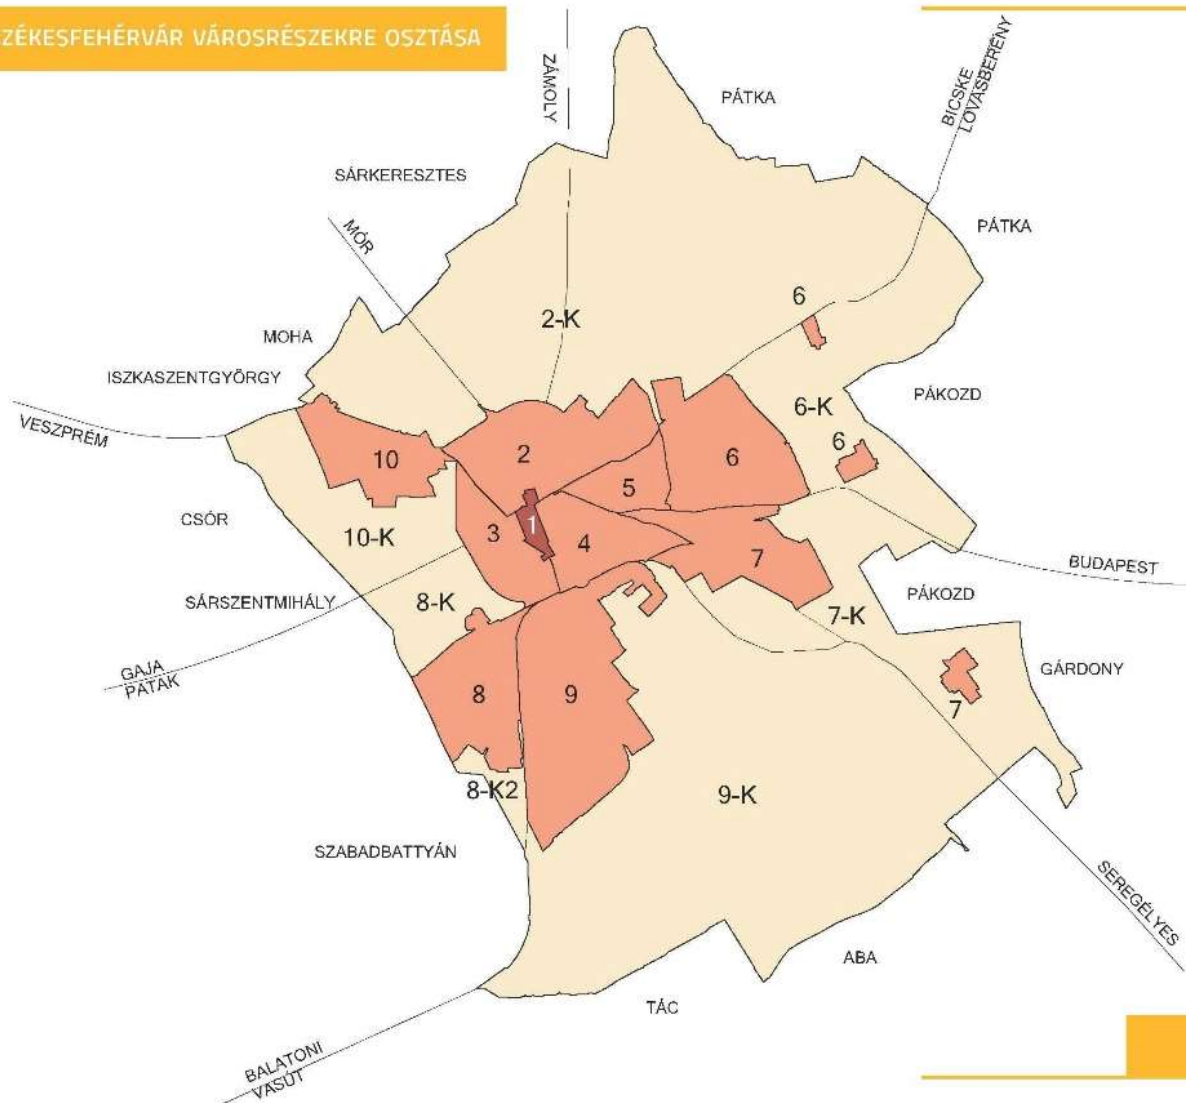 ZÉKESFEHÉRVÁR VÁROSRÉSZEKRE OSZTÁSA
ZÁMOLY
BICSKE
LOVASBERÉNY
PÁTKA
SÁRKERESZTES
MÓR
PÁTKA
6
2-K
MOHA
ISZKASZENTGYÖRGY
PÁKOZD
6-K
VESZPRÉM
6
2
10
6
5
CSÓR
1
3
10-K
4
7
BUDAPEST
PÁKOZD
SÁRSZENTMIHÁLY
8-K
7-K
GAJA
PATAK
GÁRDONY
8
9
7
8-K2
9-K
SZABADBATTYÁN
SEREGÉLYES
ABA
TÁC
BALATONI
VASÚT